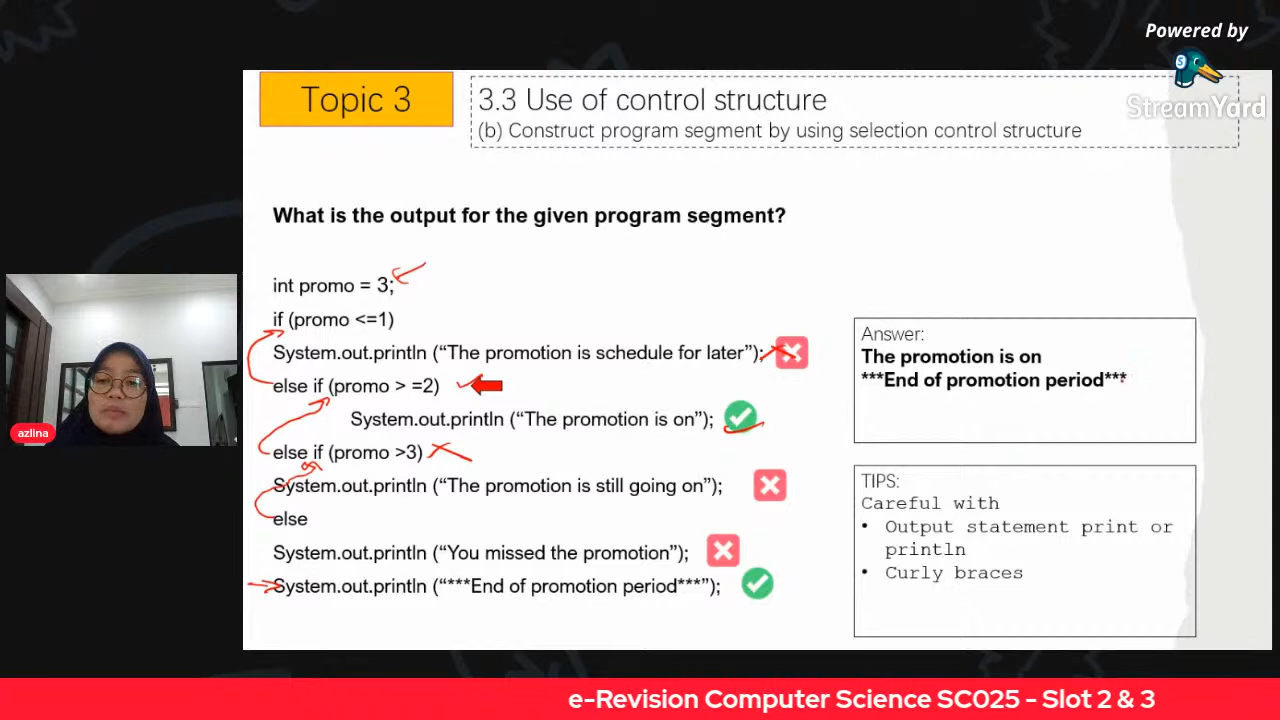 Powered by
StreamYard
Topic 3
3.3 Use of control structure
(b) Construct program segment by using selection control structure
What is the output for the given program segment?
int promo = 3;
if (promo <=1)
System.out.println (“The promotion is schedule for later”);
else if (promo > =2)
System.out.println (“The promotion is on”);
else if (promo >3)
System.out.println (“The promotion is still going on”);
else
System.out.println (“You missed the promotion”);
System.out.println (“***End of promotion period***”);
Answer:
The promotion is on
***End of promotion period***
TIPS:
Careful with
• Output statement print or
println
• Curly braces
azlina
e-Revision Computer Science SC025 - Slot 2 & 3